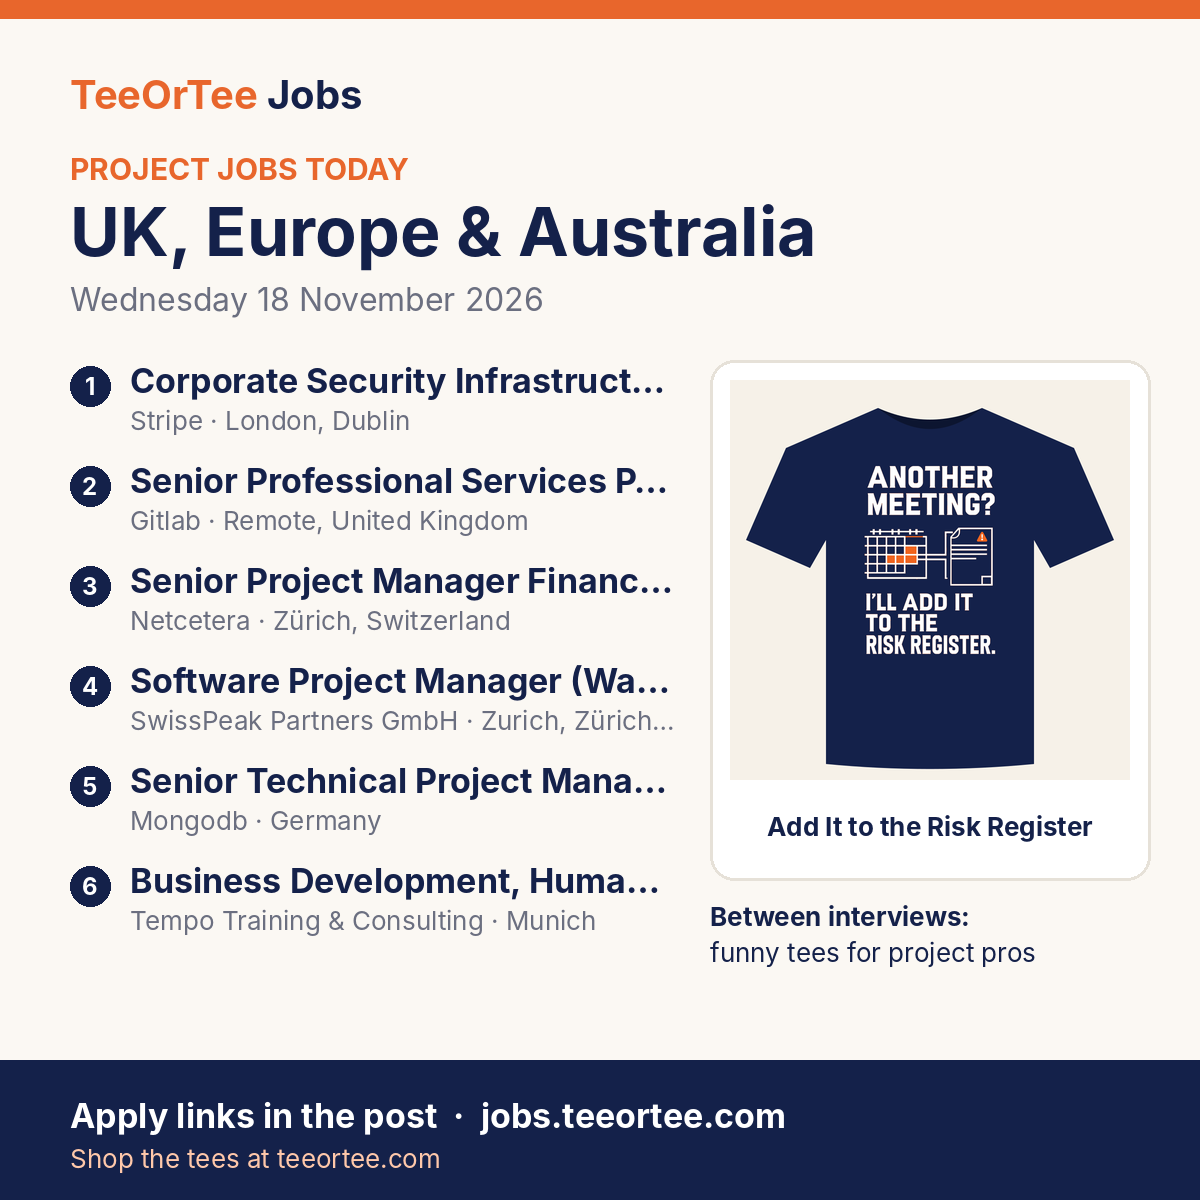 TeeOrTee Jobs
PROJECT JOBS TODAY
UK, Europe & Australia
Wednesday 18 November 2026
1 Corporate Security Infrastruct...
Stripe · London, Dublin
2 Senior Professional Services P...
Gitlab · Remote, United Kingdom
3 Senior Project Manager Financ...
Netcetera · Zürich, Switzerland
4 Software Project Manager (Wa...
SwissPeak Partners GmbH · Zurich, Zürich...
5 Senior Technical Project Mana...
Mongodb · Germany
6 Business Development, Huma...
Tempo Training & Consulting · Munich
ANOTHER
MEETING?
I'LL ADD IT
TO THE
RISK REGISTER.
Add It to the Risk Register
Between interviews:
funny tees for project pros
Apply links in the post · jobs.teeortee.com
Shop the tees at teeortee.com